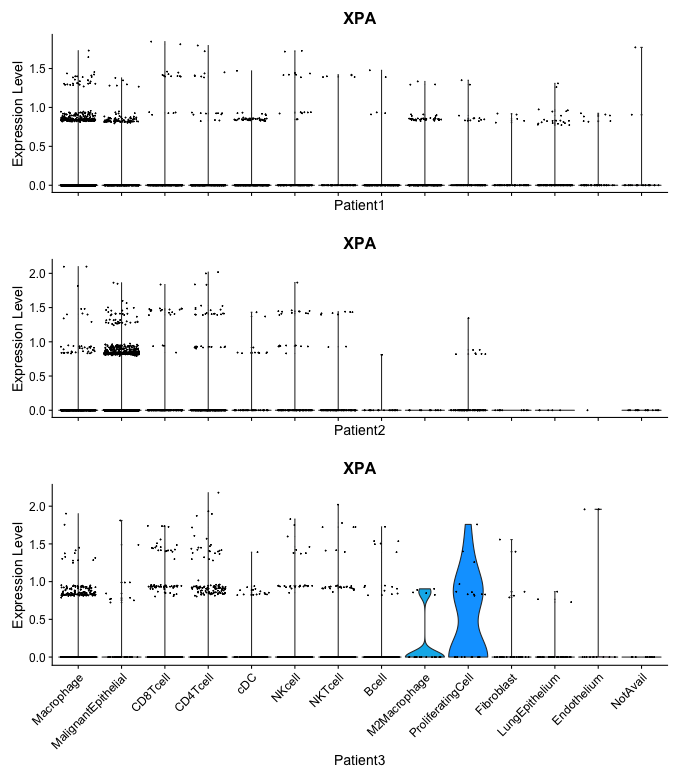 XPA
Expression Level
1.5
1.0
0.5
0.0
Patient1
XPA
Expression Level
2.0
1.5
1.0
0.5
0.0
Patient2
XPA
Expression Level
2.0
1.5
1.0
0.5
0.0
Macrophage
MalignantEpithelial
CD8Tcell
CD4Tcell
cDC
NKcell
NKTcell
Bcell
M2Macrophage
ProliferatingCell
Fibroblast
LungEpithelium
Endothelium
NotAvail
Patient3